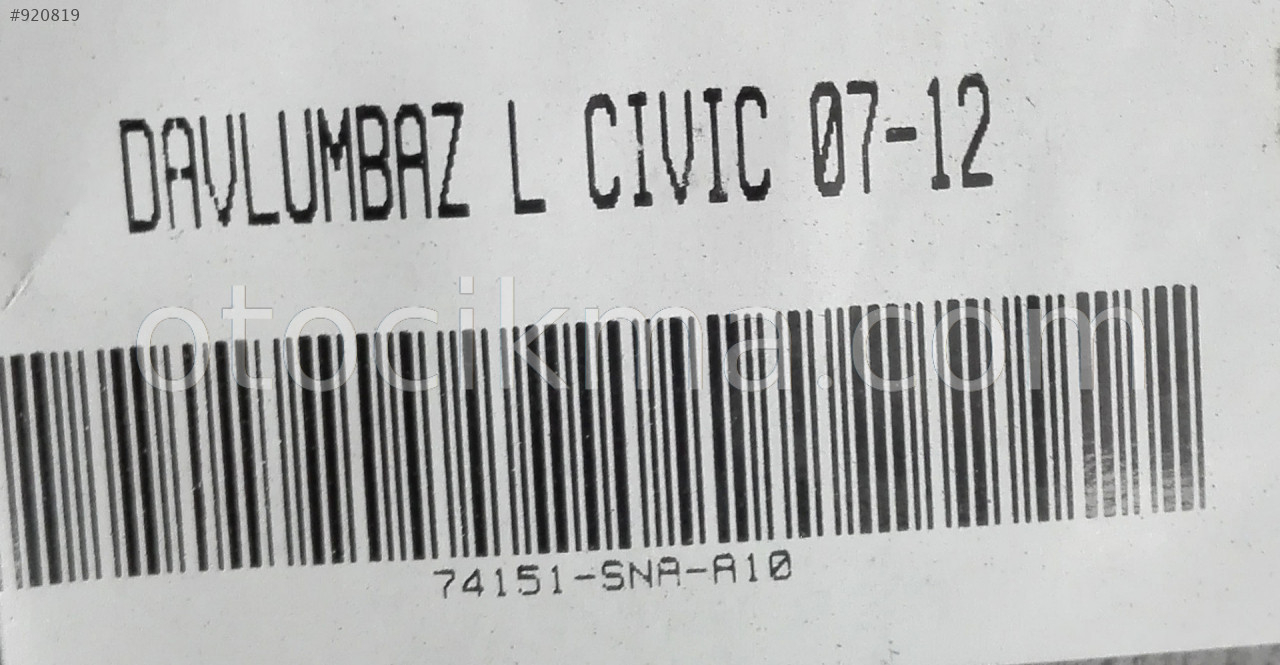 #920819
DAVLUMBAZ L CIVIC 07-12
otocikma.com
74151-SNA-A10